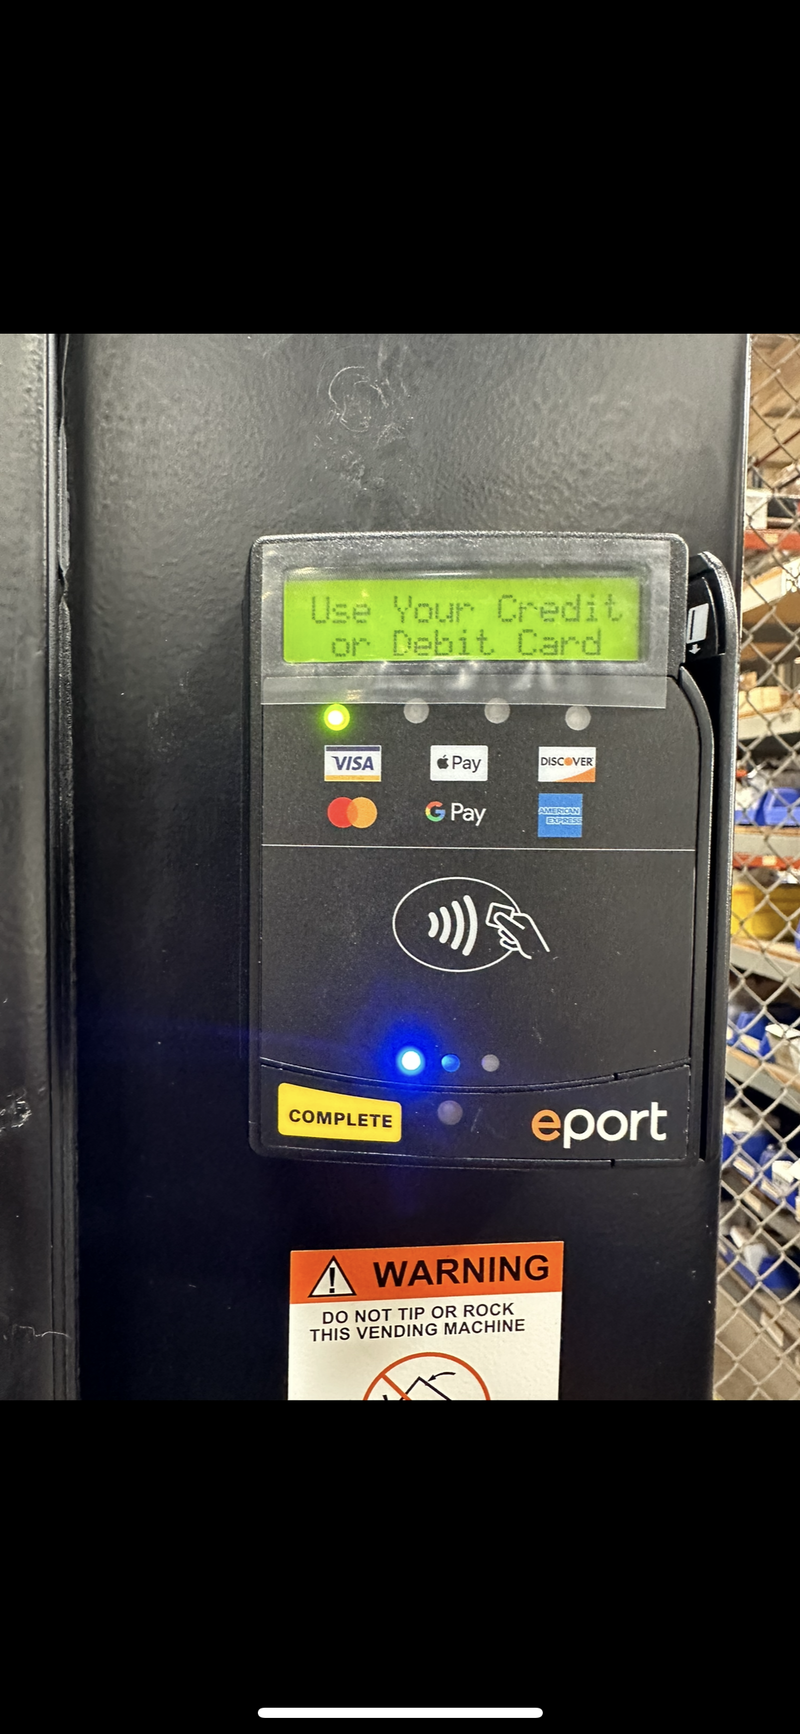 Use Your Credit
or Debit Card
VISA
Pay
DISCOVER
G Pay
AMERICAN
EXPRESS
COMPLETE
eport
WARNING
DO NOT TIP OR ROCK
THIS VENDING MACHINE